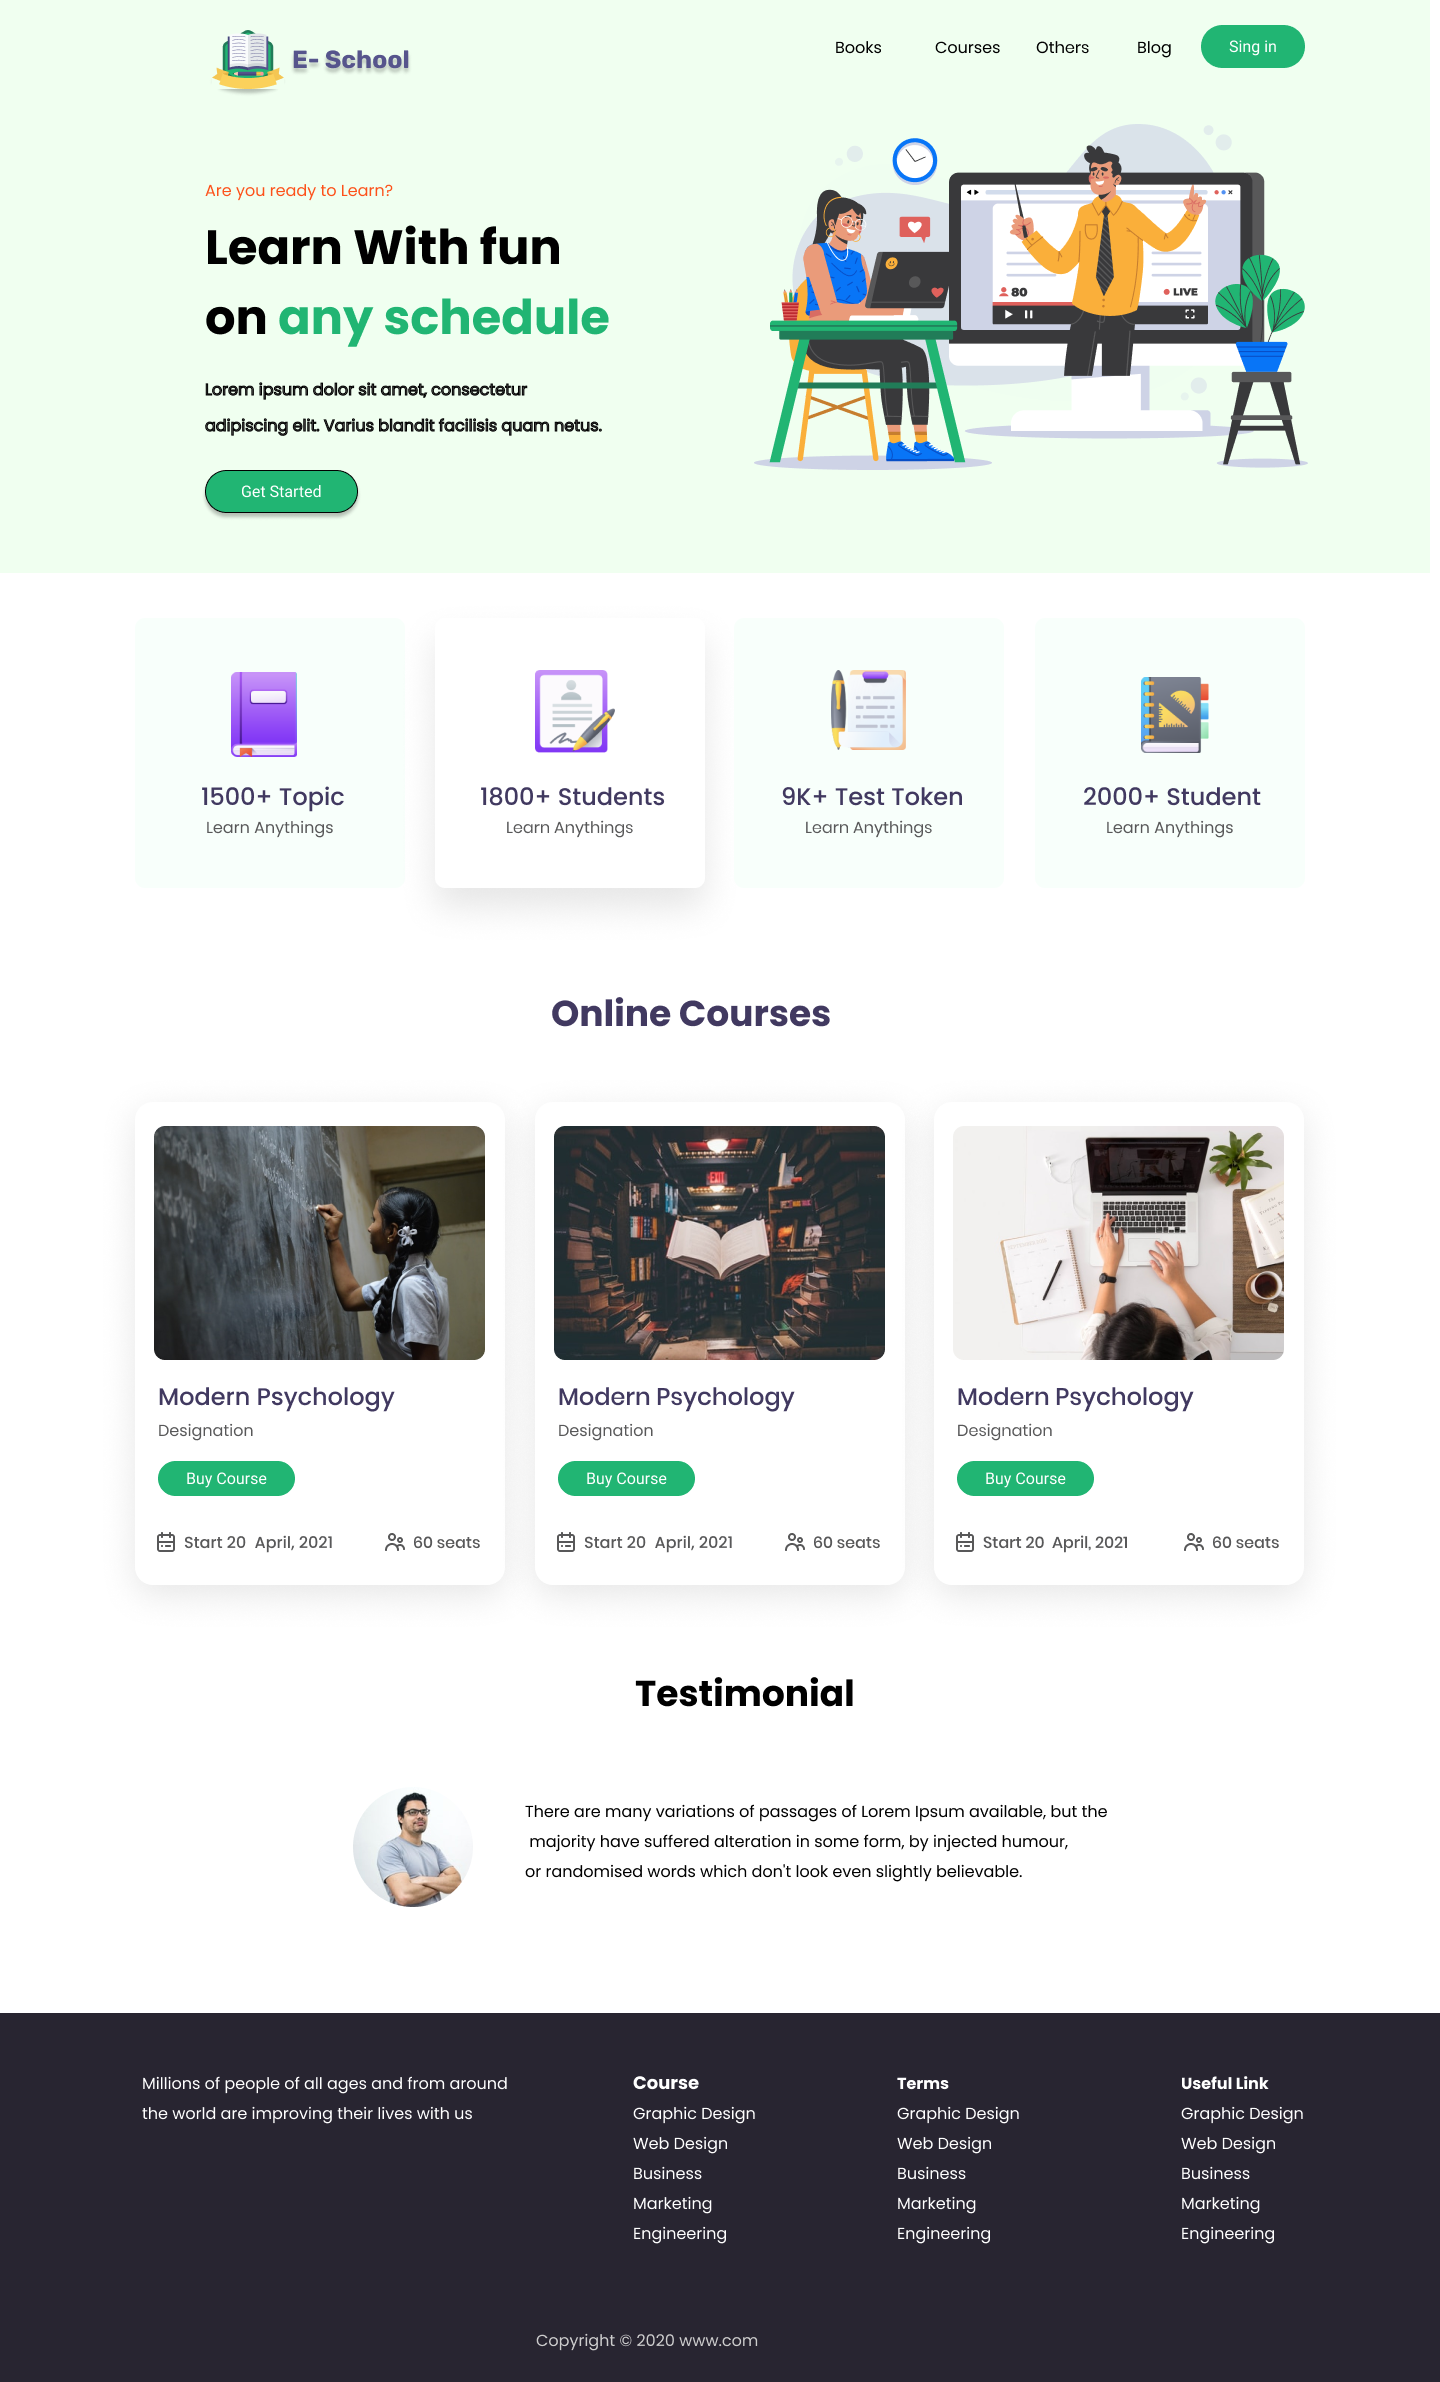 E- School
Books
Courses
Others
Blog
Sing in
Are you ready to Learn?
Learn With fun
on any schedule
Lorem ipsum dolor sit amet, consectetur
adipiscing elit. Varius blandit facilisis quam netus.
Get Started
80
LIVE
1500+ Topic
Learn Anythings
1800+ Students
Learn Anythings
9K+ Test Token
Learn Anythings
2000+ Student
Learn Anythings
Online Courses
EXIT
Modern Psychology
Designation
Buy Course
Start 20  April, 2021
60 seats
Modern Psychology
Designation
Buy Course
Start 20  April, 2021
60 seats
Modern Psychology
Designation
Buy Course
Start 20  April, 2021
60 seats
Testimonial
There are many variations of passages of Lorem Ipsum available, but the
majority have suffered alteration in some form, by injected humour,
or randomised words which don't look even slightly believable.
Millions of people of all ages and from around
the world are improving their lives with us
Course
Graphic Design
Web Design
Business
Marketing
Engineering
Terms
Graphic Design
Web Design
Business
Marketing
Engineering
Useful Link
Graphic Design
Web Design
Business
Marketing
Engineering
Copyright © 2020 www.com